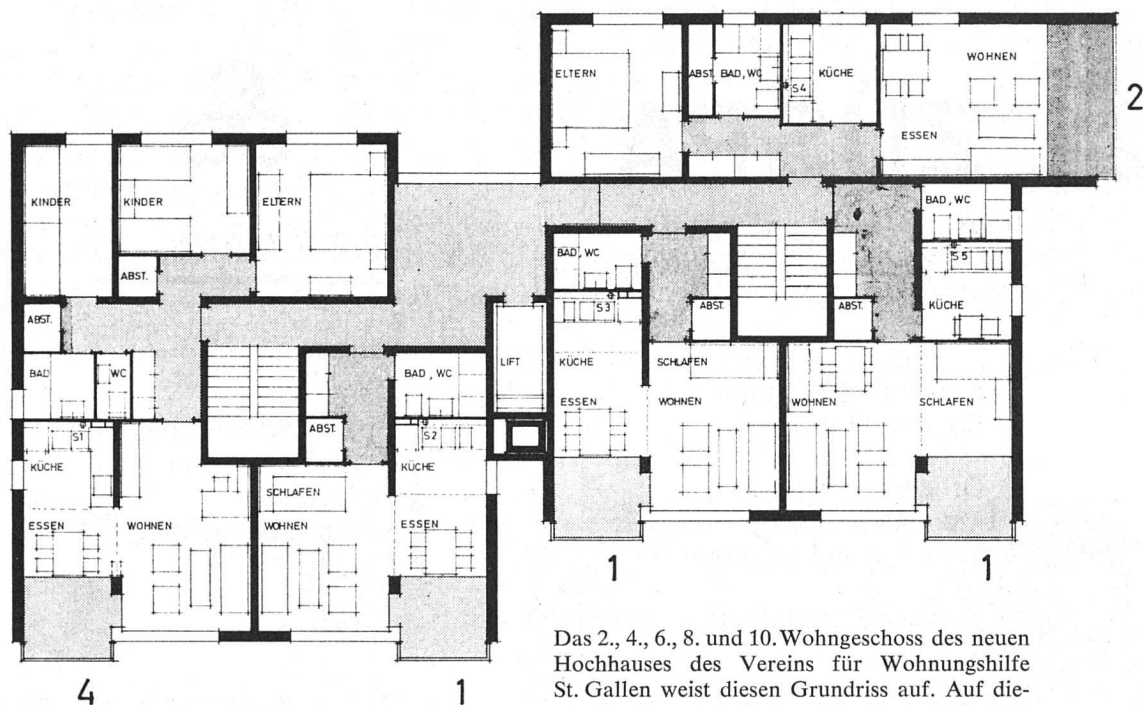 ELTERN
ABST.
BAD, WC
S4
KÜCHE
WOHNEN
ESSEN
2
KINDER
KINDER
ELTERN
ABST.
ABST.
BAD
WC
S1
KÜCHE
ESSEN
WOHNEN
4
ABST.
BAD, WC
S2
KÜCHE
SCHLAFEN
WOHNEN
ESSEN
1
LIFT
BAD, WC
S3
ABST.
KÜCHE
SCHLAFEN
ESSEN
WOHNEN
1
BAD, WC
S5
KÜCHE
ABST.
WOHNEN
SCHLAFEN
1
Das 2., 4., 6., 8. und 10. Wohngeschoss des neuen
Hochhauses des Vereins für Wohnungshilfe
St. Gallen weist diesen Grundriss auf. Auf die-